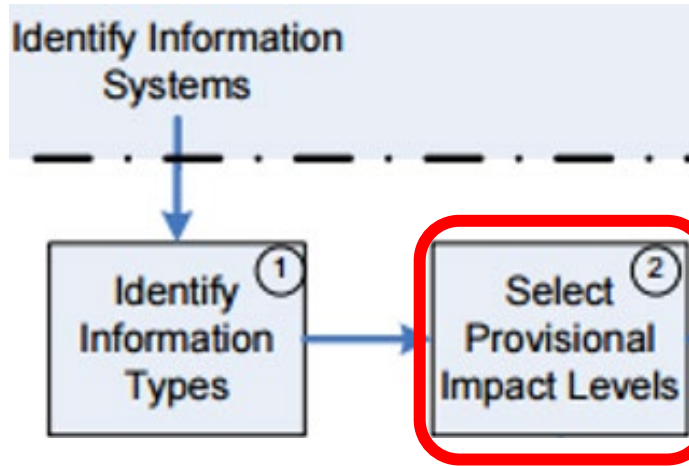 Identify Information
Systems
1
Identify
Information
Types
2
Select
Provisional
Impact Levels